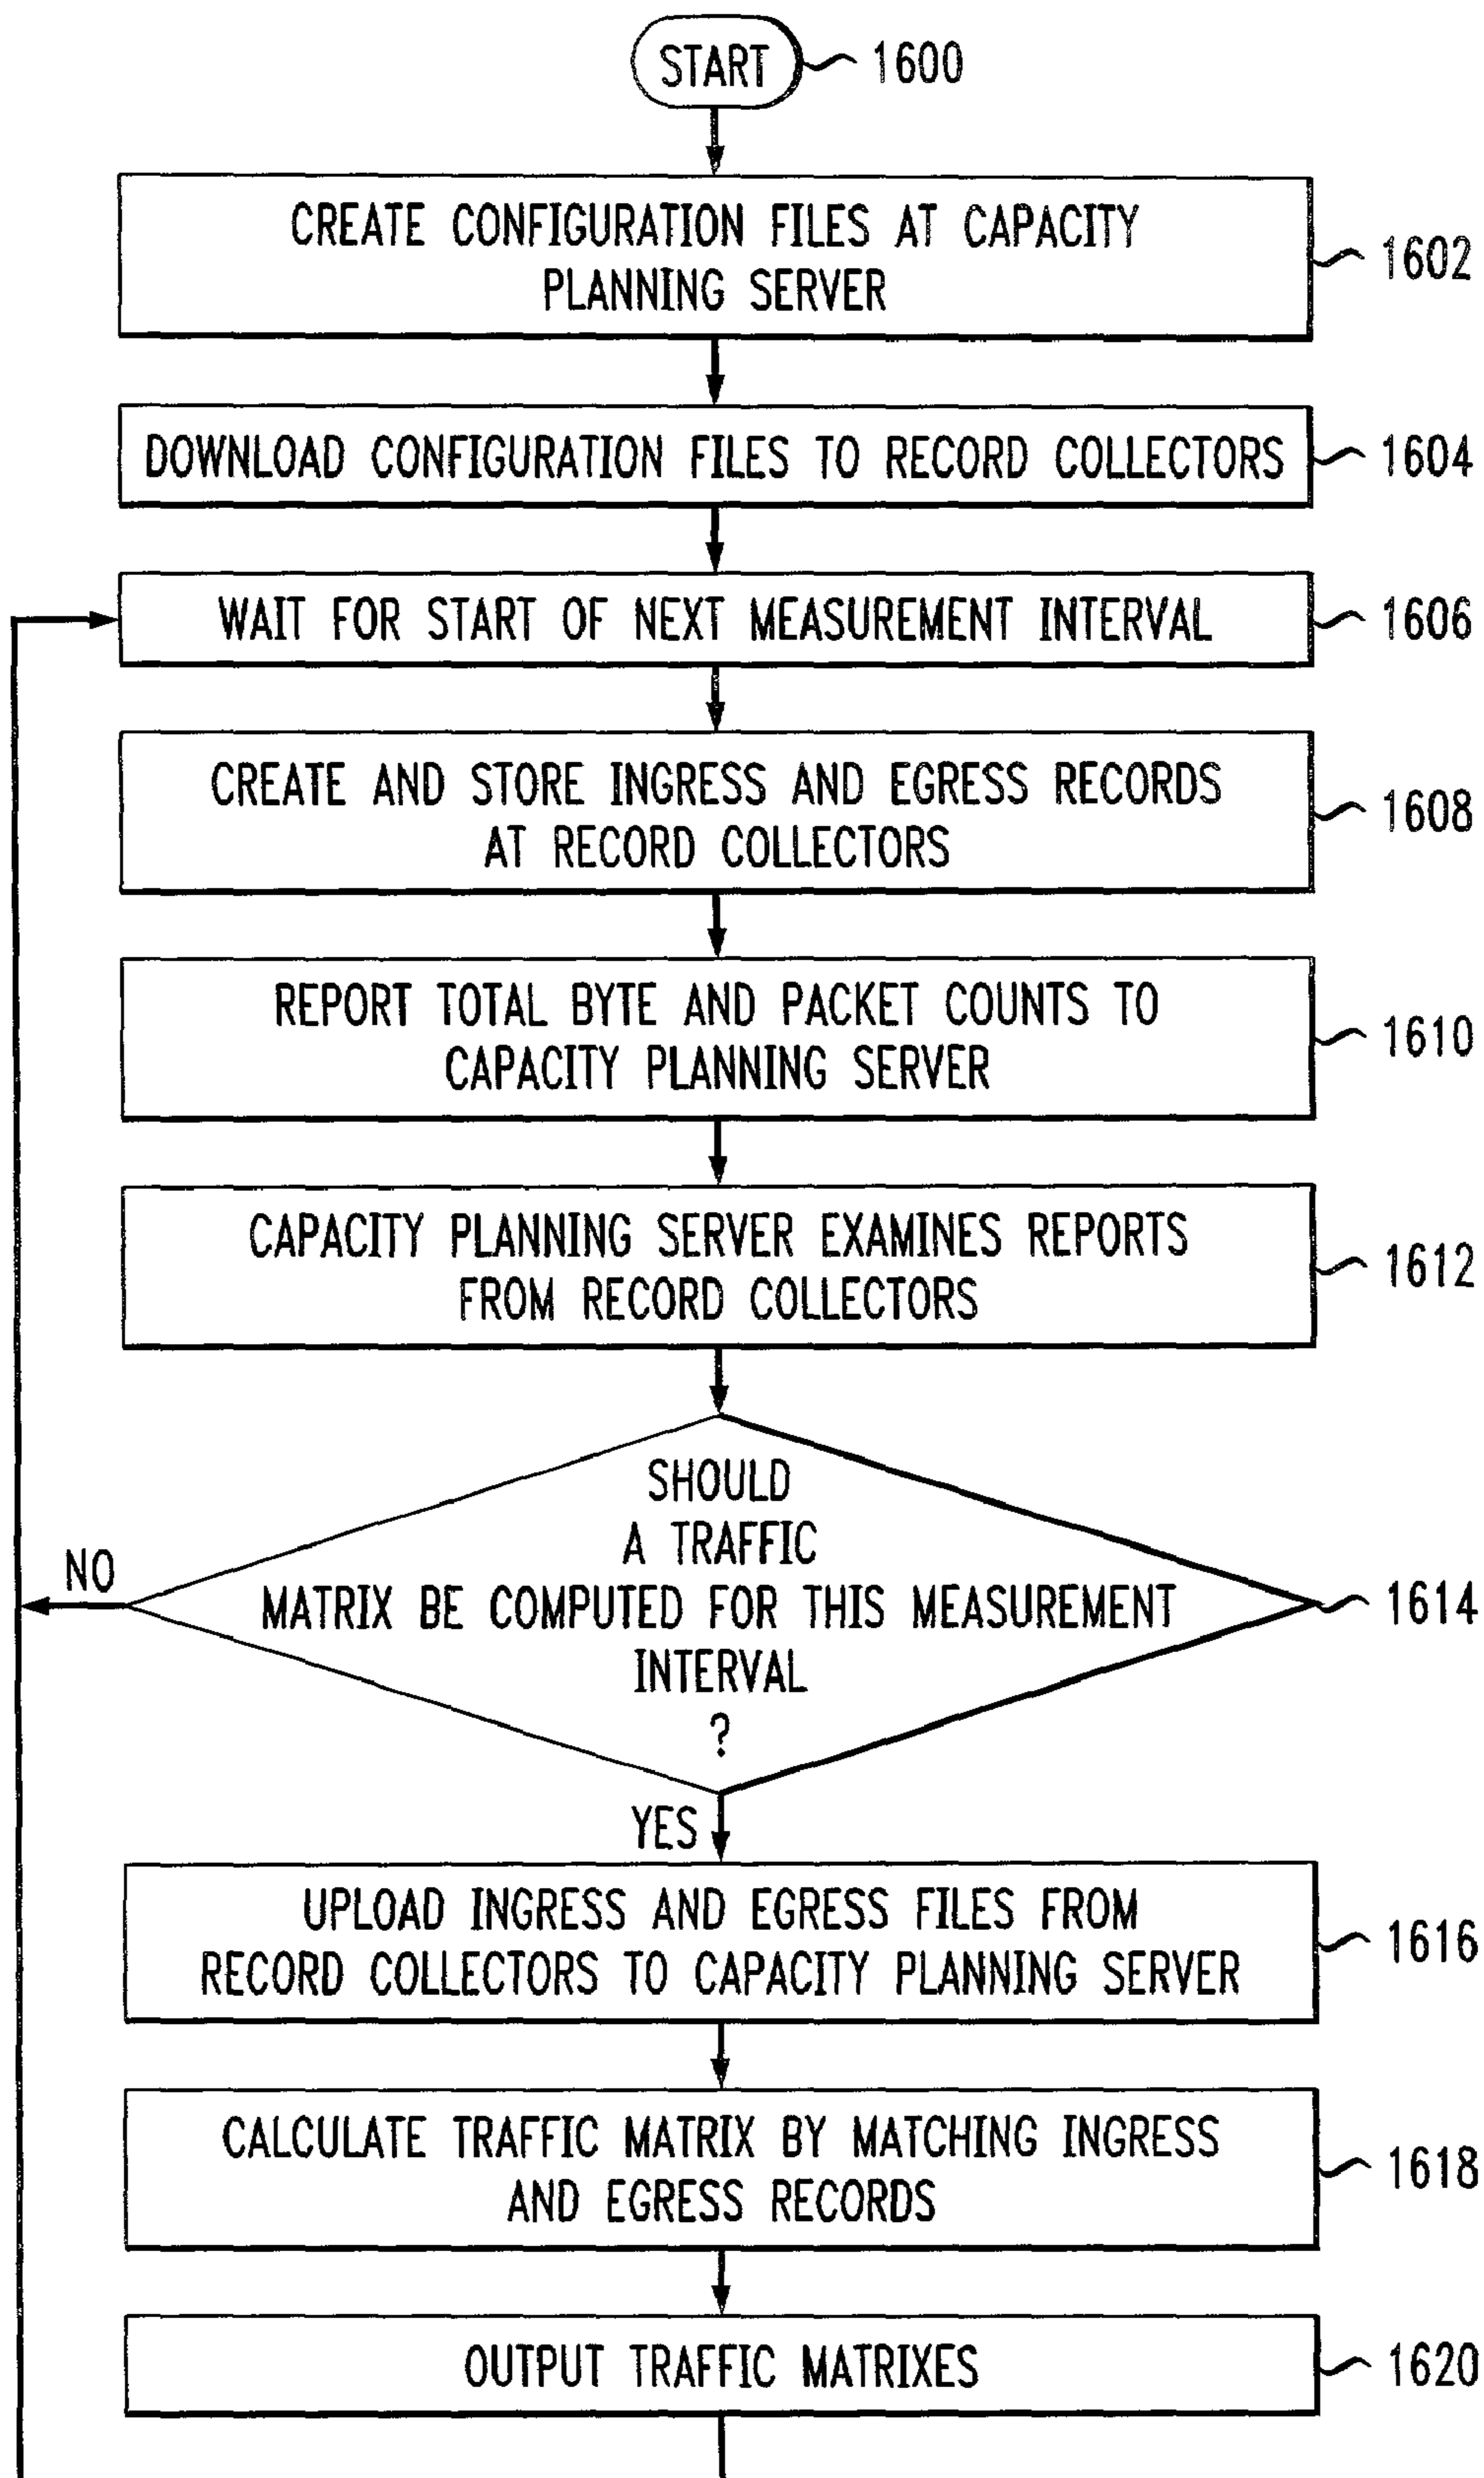 START 1600
CREATE CONFIGURATION FILES AT CAPACITY
PLANNING SERVER
1602
DOWNLOAD CONFIGURATION FILES TO RECORD COLLECTORS 1604
WAIT FOR START OF NEXT MEASUREMENT INTERVAL 1606
CREATE AND STORE INGRESS AND EGRESS RECORDS
AT RECORD COLLECTORS
1608
REPORT TOTAL BYTE AND PACKET COUNTS TO
CAPACITY PLANNING SERVER
1610
CAPACITY PLANNING SERVER EXAMINES REPORTS
FROM RECORD COLLECTORS
1612
SHOULD
A TRAFFIC
MATRIX BE COMPUTED FOR THIS MEASUREMENT
INTERVAL
?
1614
NO
YES
UPLOAD INGRESS AND EGRESS FILES FROM
RECORD COLLECTORS TO CAPACITY PLANNING SERVER
1616
CALCULATE TRAFFIC MATRIX BY MATCHING INGRESS
AND EGRESS RECORDS
1618
OUTPUT TRAFFIC MATRIXES 1620